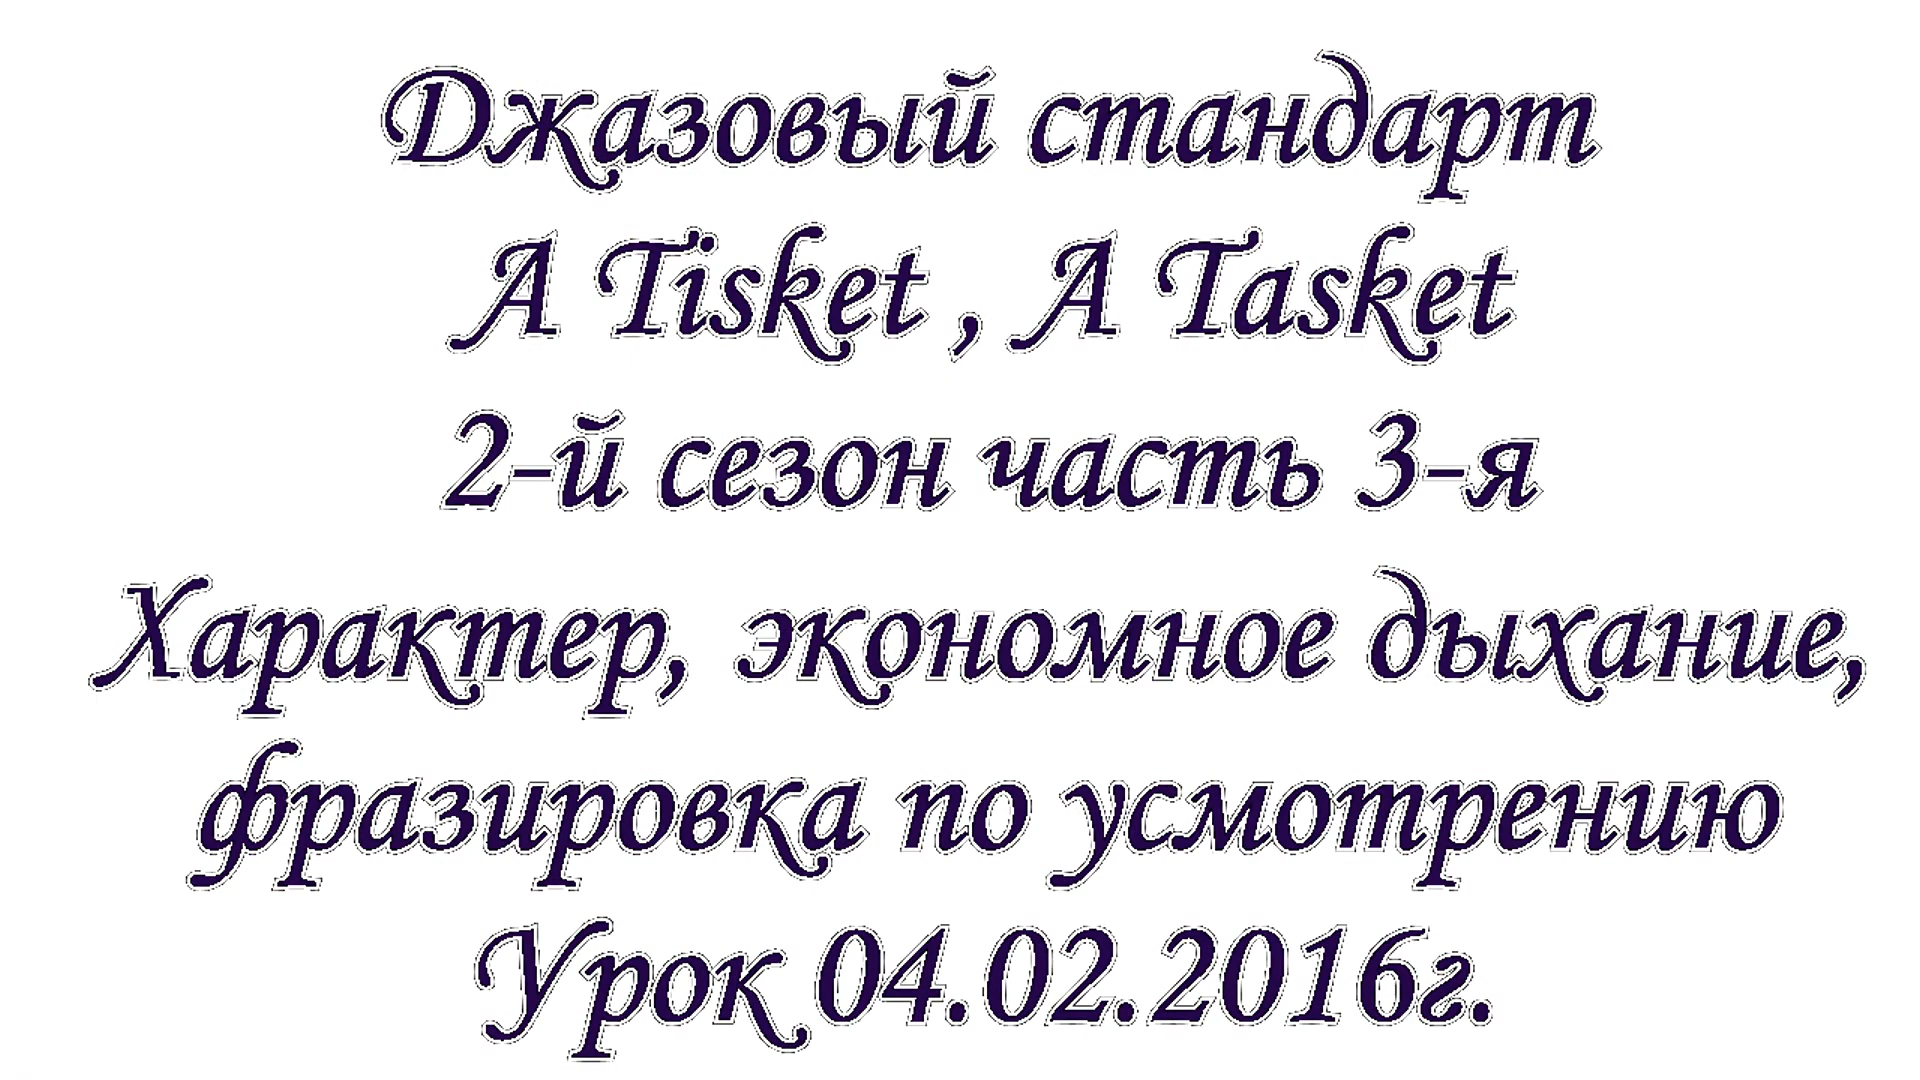 Джазовый стандарт
A Tisket , A Tasket
2-й сезон часть 3-я
Характер, экономное дыхание,
фразировка по усмотрению
Урок 04.02.2016г.